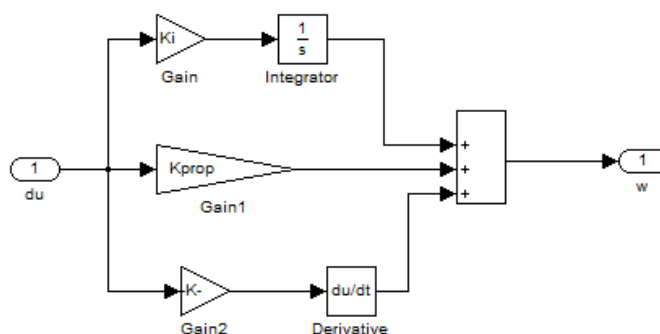 Ki
1
s
Gain
Integrator
1
du
Kprop
Gain1
+
+
+
1
w
-K-
du/dt
Gain2
Derivative